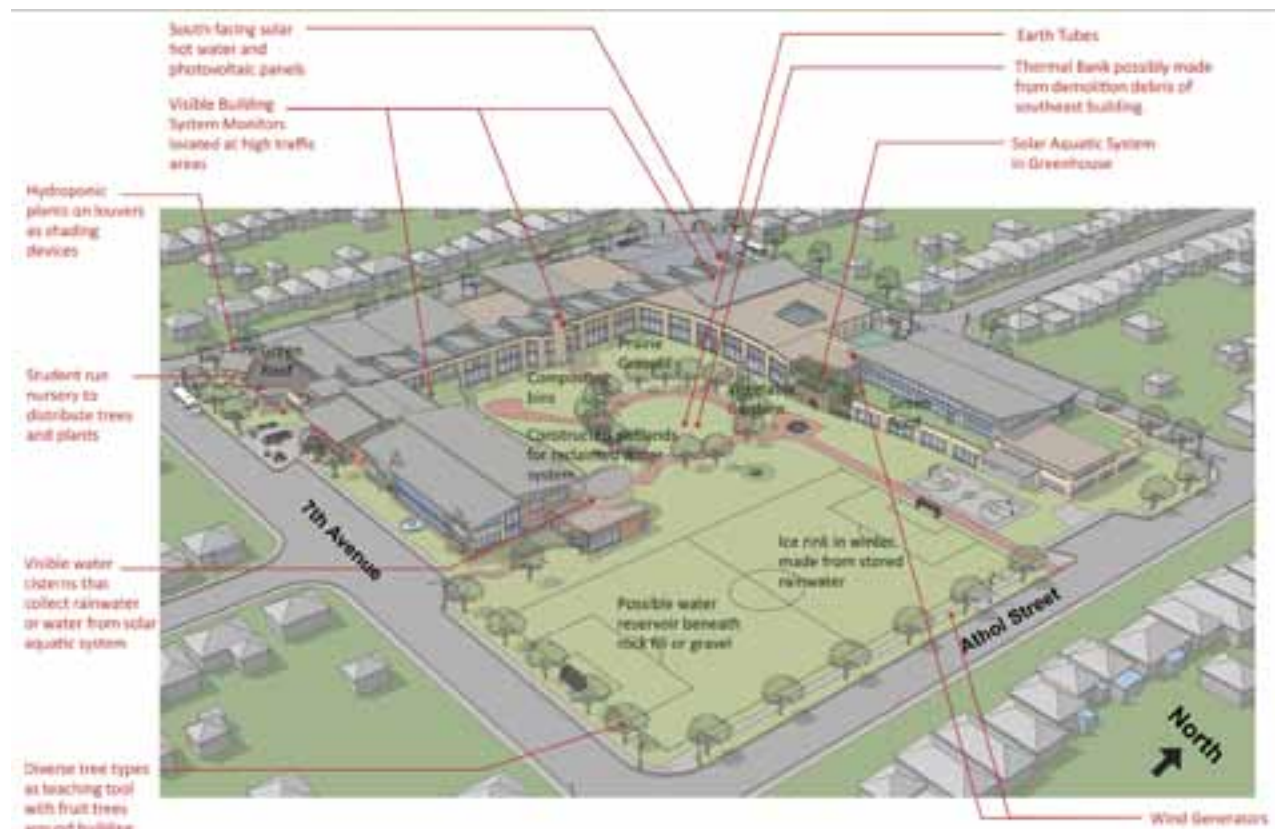 South facing solar
hot water and
photovoltaic panels
Visible Building
System Monitors
located at high traffic
areas
Hydroponic
plants on louvers
as shading
devices
Student run
nursery to
distribute trees
and plants
Visible water
cisterns that
collect rainwater
or water from solar
aquatic system
Diverse tree types
as teaching tool
with fruit trees
around building
Earth Tubes
Thermal Bank possibly made
from demolition debris of
southeast building
Solar Aquatic System
in Greenhouse
Prairie
Composting
bins
Constructed wetlands
for reclaimed water
system
Green
Roof
Ice rink in winter,
made from stored
rainwater
Possible water
reservoir beneath
rock fill or gravel
7th Avenue
Athol Street
North
Wind Generators